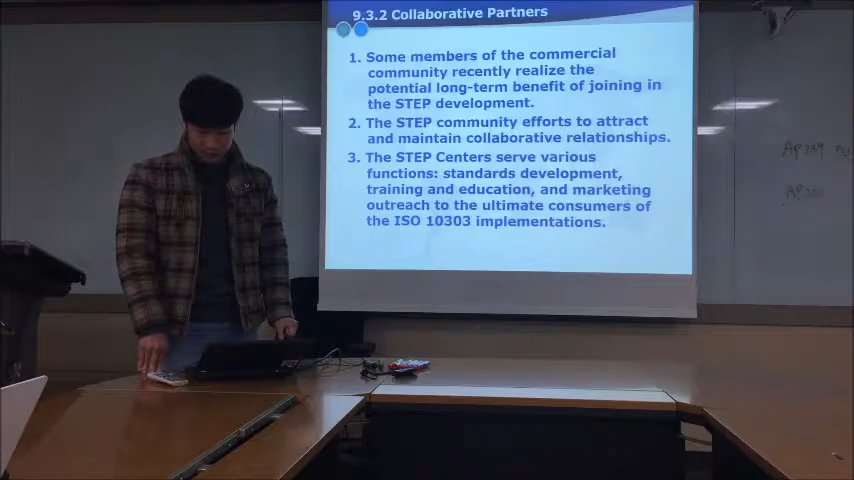 9.3.2 Collaborative Partners
1. Some members of the commercial
community recently realize the
potential long-term benefit of joining in
the STEP development.
2. The STEP community efforts to attract
and maintain collaborative relationships.
3. The STEP Centers serve various
functions: standards development,
training and education, and marketing
outreach to the ultimate consumers of
the ISO 10303 implementations.